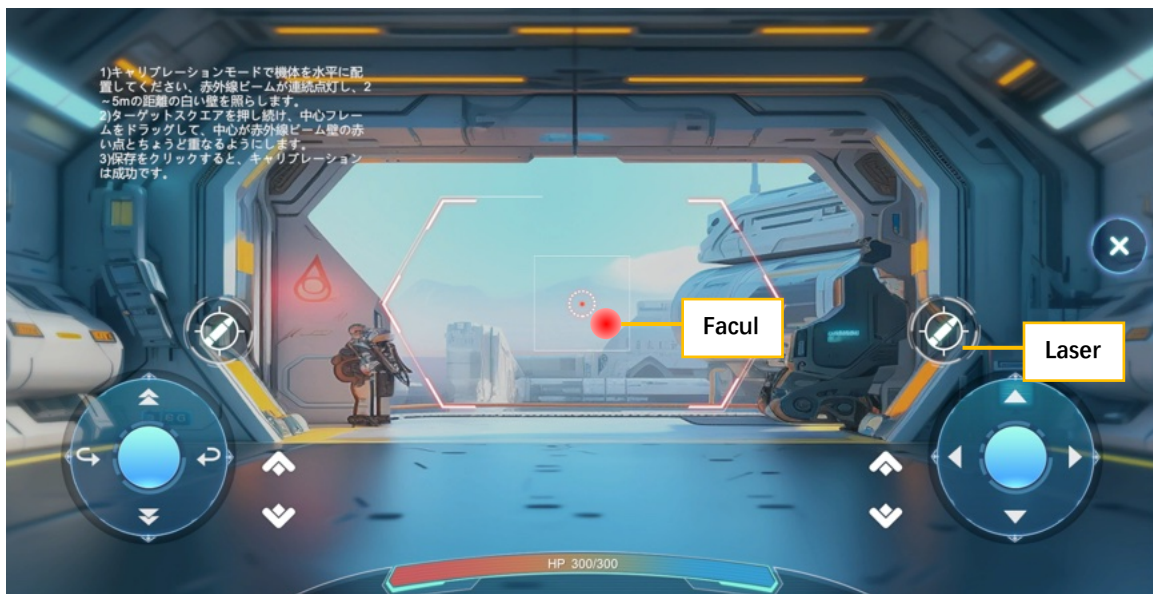 1)キャリブレーションモードで機体を水平に配
置してください、赤外線ビームが連続点灯し、2
～5mの距離の白い壁を照らします。
2)ターゲットスクエアを押し続け、中心フレー
ムをドラッグして、中心が赤外線ビーム壁の赤
い点とちょうど重なるようにします。
3)保存をクリックすると、キャリブレーション
は成功です。
Facul
Laser
HP 300/300